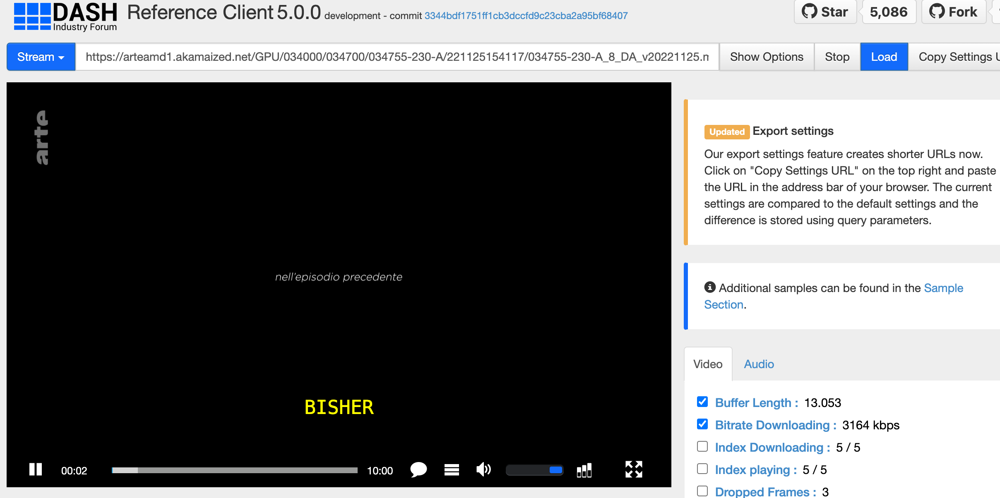 DASH
Industry Forum
Reference Client 5.0.0 development - commit 3344bdf1751ff1cb3dccfd9c23cba2a95bf68407
Star 5,086 Fork
Stream https://arteamd1.akamaized.net/GPU/034000/034700/034755-230-A/221125154117/034755-230-A_8_DA_v20221125.m Show Options Stop Load Copy Settings U
arte
nell'episodio precedente
BISHER
00:02 10:00
Updated Export settings
Our export settings feature creates shorter URLs now.
Click on "Copy Settings URL" on the top right and paste
the URL in the address bar of your browser. The current
settings are compared to the default settings and the
difference is stored using query parameters.
Additional samples can be found in the Sample
Section.
Video Audio
Buffer Length : 13.053
Bitrate Downloading : 3164 kbps
Index Downloading : 5 / 5
Index playing : 5 / 5
Dropped Frames : 3